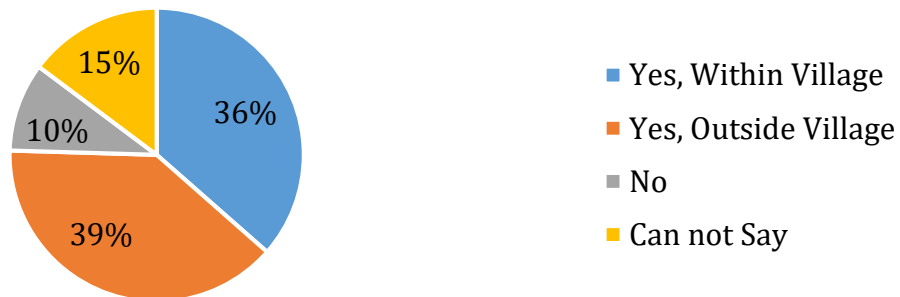 15%
36%
10%
39%
Yes, Within Village
Yes, Outside Village
No
Can not Say